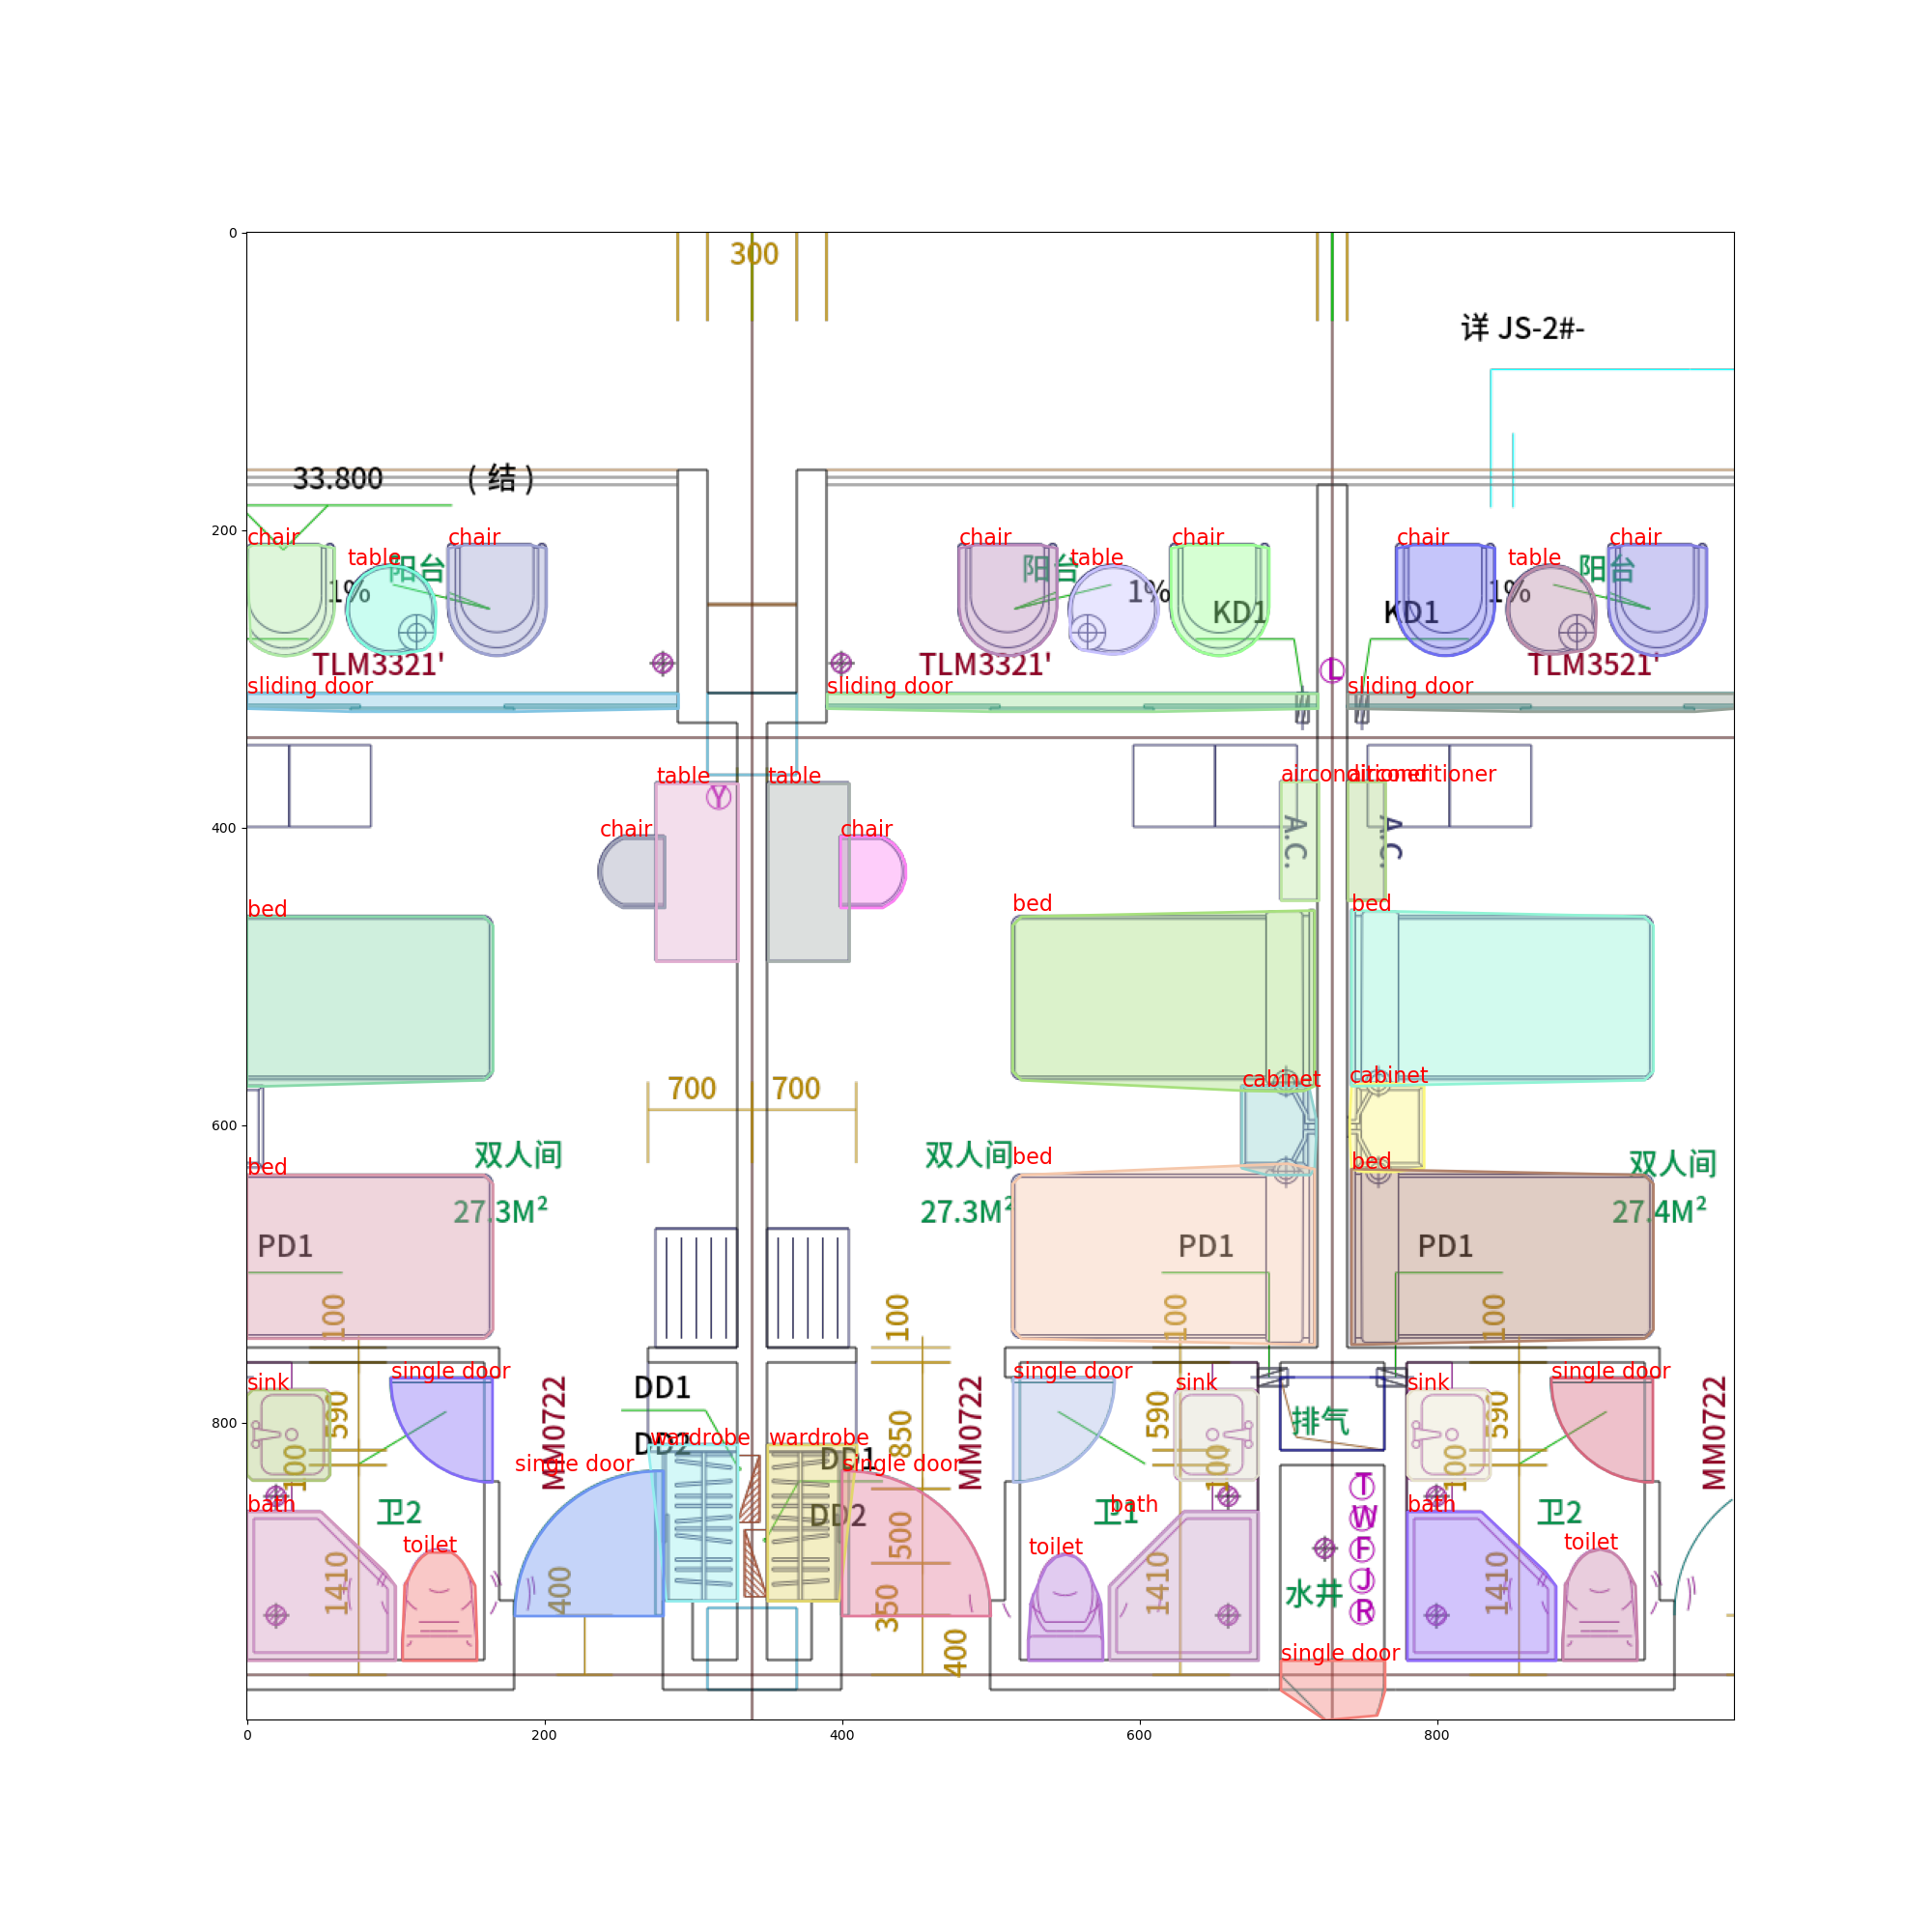 0
300
详 JS-2#-
33.800
(结)
200
chair
table
chair
阳台
1%
chair
table
chair
阳台
1%
KD1
chair
table
chair
阳台
1%
KD1
TLM3321'
TLM3321'
L
TLM3521'
sliding door
sliding door
sliding door
table
table
airconditioner
airconditioner
Y
400
chair
chair
A.C.
A.C.
bed
bed
bed
700
700
cabinet
cabinet
600
双人间
双人间
双人间
bed
bed
bed
27.3M²
27.3M²
27.4M²
PD1
PD1
PD1
100
100
100
100
sink
single door
MM0722
DD1
DD2
wardrobe
wardrobe
DD1
DD2
single door
single door
850
MM0722
single door
sink
排气
sink
single door
MM0722
590
590
590
800
100
100
100
bath
卫2
toilet
bath
卫1
toilet
bath
卫2
toilet
T
W
F
J
R
水井
1410
400
500
350
400
1410
1410
single door
0
200
400
600
800